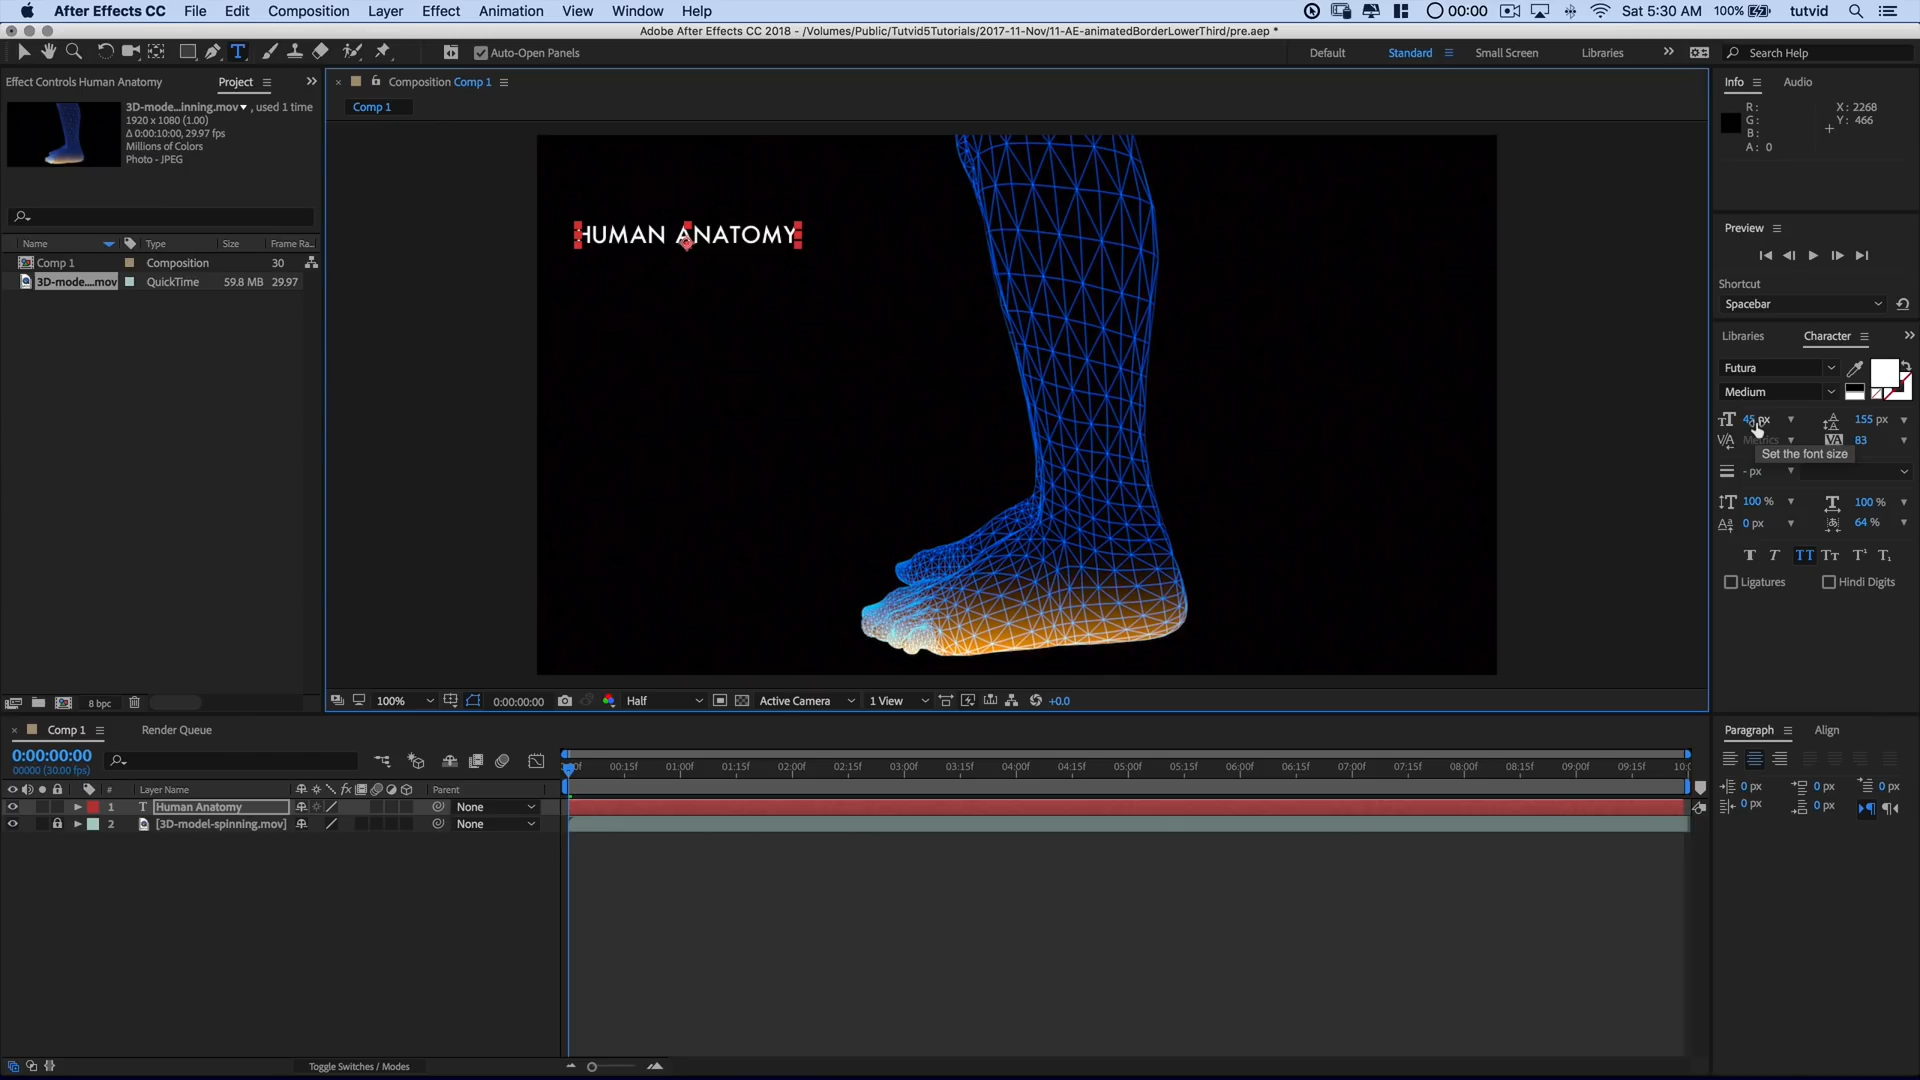 After Effects CC File Edit Composition Layer Effect Animation View Window Help 00:00 Sat 5:30 AM 100% tutvid
Adobe After Effects CC 2018 - /Volumes/Public/Tutvid5Tutorials/2017-11-Nov/11-AE-animatedBorderLowerThird/pre.aep *
Auto-Open Panels Default Standard Small Screen Libraries Search Help
Effect Controls Human Anatomy Project
3D-mode...inning.mov , used 1 time
1920 x 1080 (1.00)
Δ 0:00:10:00, 29.97 fps
Millions of Colors
Photo - JPEG
Name Type Size Frame Ra...
Comp 1 Composition 30
3D-mode....mov QuickTime 59.8 MB 29.97
8 bpc
Composition Comp 1
Comp 1
HUMAN ANATOMY
100% 0:00:00:00 Half Active Camera 1 View +0.0
Info Audio
R: X: 2268
G: Y: 466
B:
A: 0
Preview
Shortcut
Spacebar
Libraries Character
Futura
Medium
45 px 155 px
Metrics 83
Set the font size
- px
100 % 100 %
0 px 64 %
Ligatures Hindi Digits
Comp 1 Render Queue
0:00:00:00
00000 (30.00 fps)
00:15f 01:00f 01:15f 02:00f 02:15f 03:00f 03:15f 04:00f 04:15f 05:00f 05:15f 06:00f 06:15f 07:00f 07:15f 08:00f 08:15f 09:00f 09:15f
# Layer Name Parent
1 T Human Anatomy None
2 [3D-model-spinning.mov] None
Toggle Switches / Modes
Paragraph Align
0 px 0 px 0 px
0 px 0 px